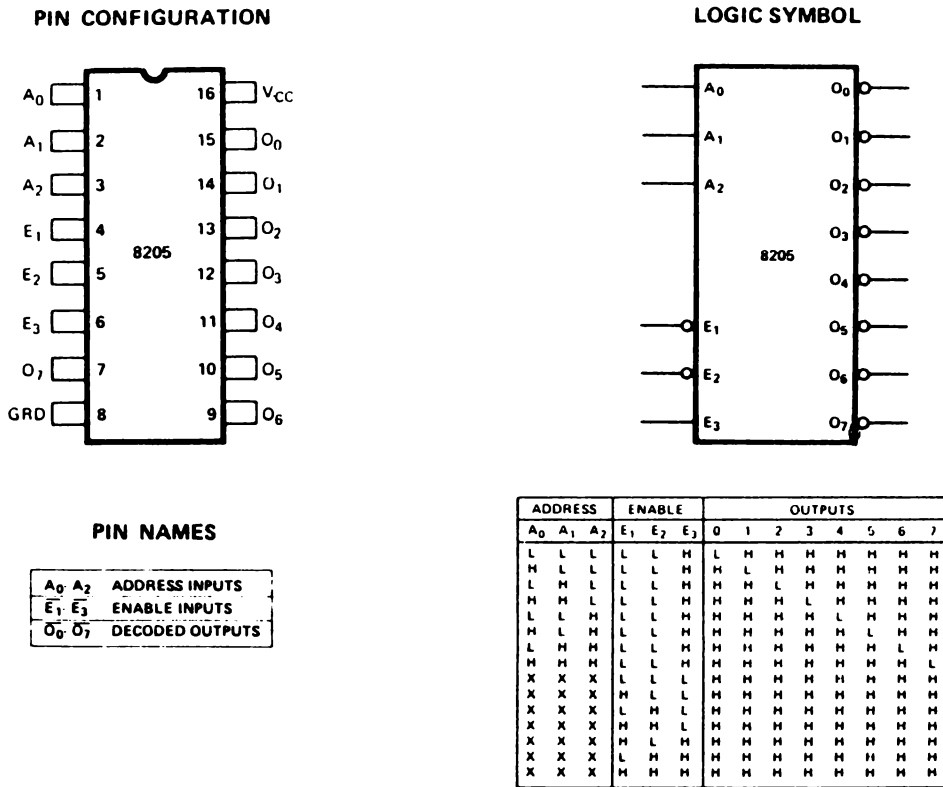 PIN CONFIGURATION
A0 1 16 VCC
A1 2 15 O0
A2 3 14 O1
E1 4 13 O2
8205
E2 5 12 O3
E3 6 11 O4
O7 7 10 O5
GRD 8 9 O6
LOGIC SYMBOL
A0 O0
A1 O1
A2 O2
O3
8205
O4
E1 O5
E2 O6
E3 O7
PIN NAMES
A0- A2 ADDRESS INPUTS
E̅1- E̅3 ENABLE INPUTS
O̅0- O̅7 DECODED OUTPUTS
ADDRESS ENABLE OUTPUTS
A0 A1 A2 E1 E2 E3 0 1 2 3 4 5 6 7
L L L L L H L H H H H H H H
H L L L L H H L H H H H H H
L H L L L H H H L H H H H H
H H L L L H H H H L H H H H
L L H L L H H H H H L H H H
H L H L L H H H H H H L H H
L H H L L H H H H H H H L H
H H H L L H H H H H H H H L
X X X L L L H H H H H H H H
X X X H L L H H H H H H H H
X X X L H L H H H H H H H H
X X X H H L H H H H H H H H
X X X H L H H H H H H H H H
X X X L H H H H H H H H H H
X X X H H H H H H H H H H H